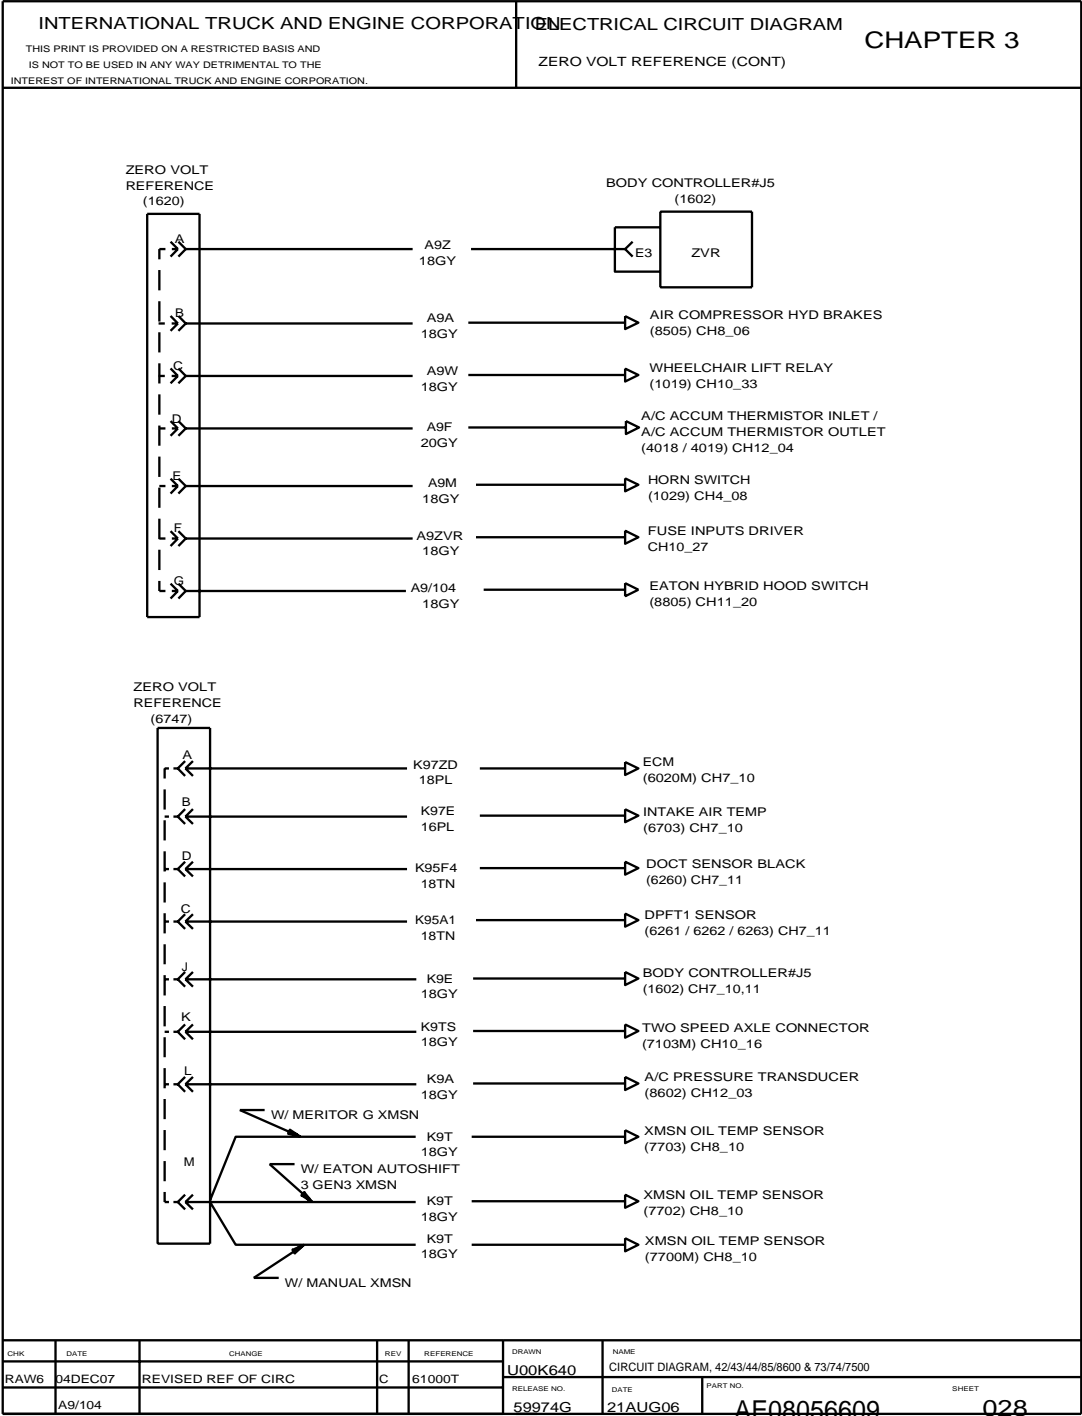 INTERNATIONAL TRUCK AND ENGINE CORPORATION
THIS PRINT IS PROVIDED ON A RESTRICTED BASIS AND
IS NOT TO BE USED IN ANY WAY DETRIMENTAL TO THE
INTEREST OF INTERNATIONAL TRUCK AND ENGINE CORPORATION.
ELECTRICAL CIRCUIT DIAGRAM
ZERO VOLT REFERENCE (CONT)
CHAPTER 3
ZERO VOLT
REFERENCE
(1620)
BODY CONTROLLER#J5
(1602)
A
A9Z
18GY
E3
ZVR
B
A9A
18GY
AIR COMPRESSOR HYD BRAKES
(8505) CH8_06
C
A9W
18GY
WHEELCHAIR LIFT RELAY
(1019) CH10_33
D
A9F
20GY
A/C ACCUM THERMISTOR INLET /
A/C ACCUM THERMISTOR OUTLET
(4018 / 4019) CH12_04
E
A9M
18GY
HORN SWITCH
(1029) CH4_08
F
A9ZVR
18GY
FUSE INPUTS DRIVER
CH10_27
G
A9/104
18GY
EATON HYBRID HOOD SWITCH
(8805) CH11_20
ZERO VOLT
REFERENCE
(6747)
A
K97ZD
18PL
ECM
(6020M) CH7_10
B
K97E
16PL
INTAKE AIR TEMP
(6703) CH7_10
D
K95F4
18TN
DOCT SENSOR BLACK
(6260) CH7_11
C
K95A1
18TN
DPFT1 SENSOR
(6261 / 6262 / 6263) CH7_11
J
K9E
18GY
BODY CONTROLLER#J5
(1602) CH7_10,11
K
K9TS
18GY
TWO SPEED AXLE CONNECTOR
(7103M) CH10_16
L
K9A
18GY
A/C PRESSURE TRANSDUCER
(8602) CH12_03
W/ MERITOR G XMSN
K9T
18GY
XMSN OIL TEMP SENSOR
(7703) CH8_10
M
W/ EATON AUTOSHIFT
3 GEN3 XMSN
K9T
18GY
XMSN OIL TEMP SENSOR
(7702) CH8_10
K9T
18GY
XMSN OIL TEMP SENSOR
(7700M) CH8_10
W/ MANUAL XMSN
CHK DATE CHANGE REV REFERENCE
RAW6 04DEC07 REVISED REF OF CIRC C 61000T
A9/104
DRAWN
U00K640
NAME
CIRCUIT DIAGRAM, 42/43/44/85/8600 & 73/74/7500
RELEASE NO.
59974G
DATE
21AUG06
PART NO.
AE08056609
SHEET
028